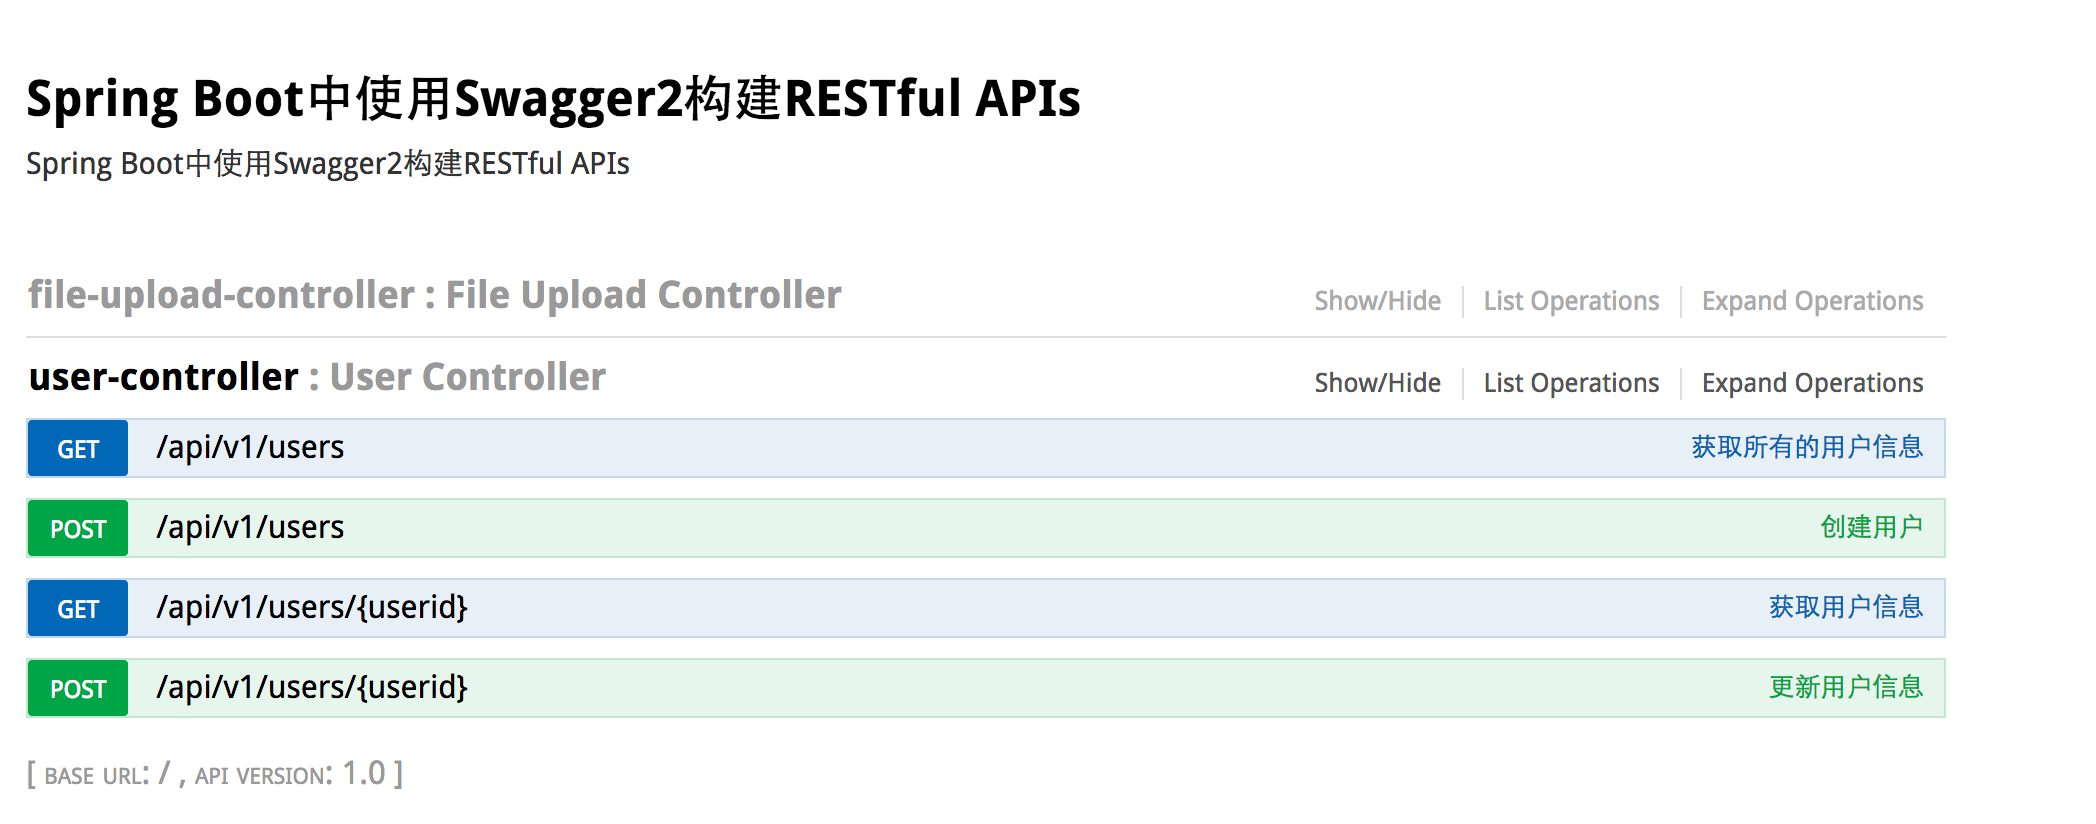 Spring Boot中使用Swagger2构建RESTful APIs
Spring Boot中使用Swagger2构建RESTful APIs
file-upload-controller : File Upload Controller Show/Hide List Operations Expand Operations
user-controller : User Controller Show/Hide List Operations Expand Operations
GET /api/v1/users 获取所有的用户信息
POST /api/v1/users 创建用户
GET /api/v1/users/{userid} 获取用户信息
POST /api/v1/users/{userid} 更新用户信息
[ BASE URL: / , API VERSION: 1.0 ]